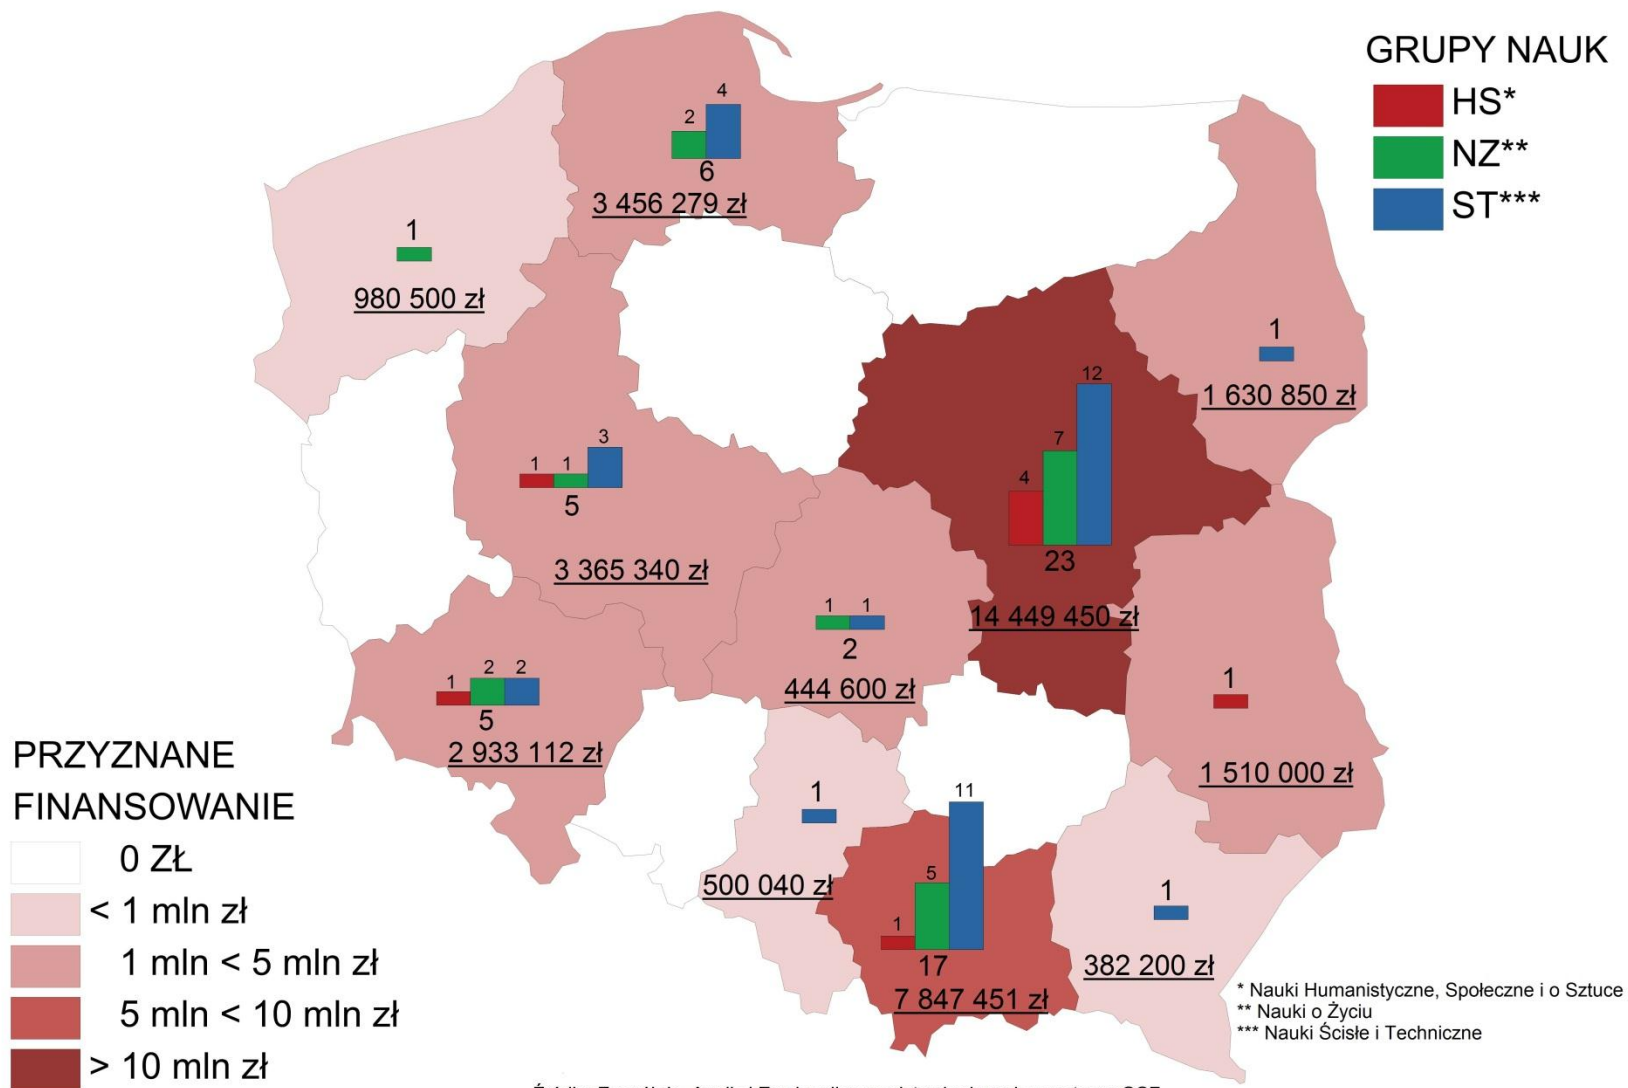 GRUPY NAUK
HS*
NZ**
ST***
4
2
6
3 456 279 zł
1
980 500 zł
1
1 630 850 zł
12
7
4
23
14 449 450 zł
3
1 1
5
3 365 340 zł
1 1
2
444 600 zł
1 2 2
5
2 933 112 zł
1
1 510 000 zł
1
500 040 zł
11
5
1
17
7 847 451 zł
1
382 200 zł
PRZYZNANE
FINANSOWANIE
0 ZŁ
< 1 mln zł
1 mln < 5 mln zł
5 mln < 10 mln zł
> 10 mln zł
* Nauki Humanistyczne, Społeczne i o Sztuce
** Nauki o Życiu
*** Nauki Ścisłe i Techniczne